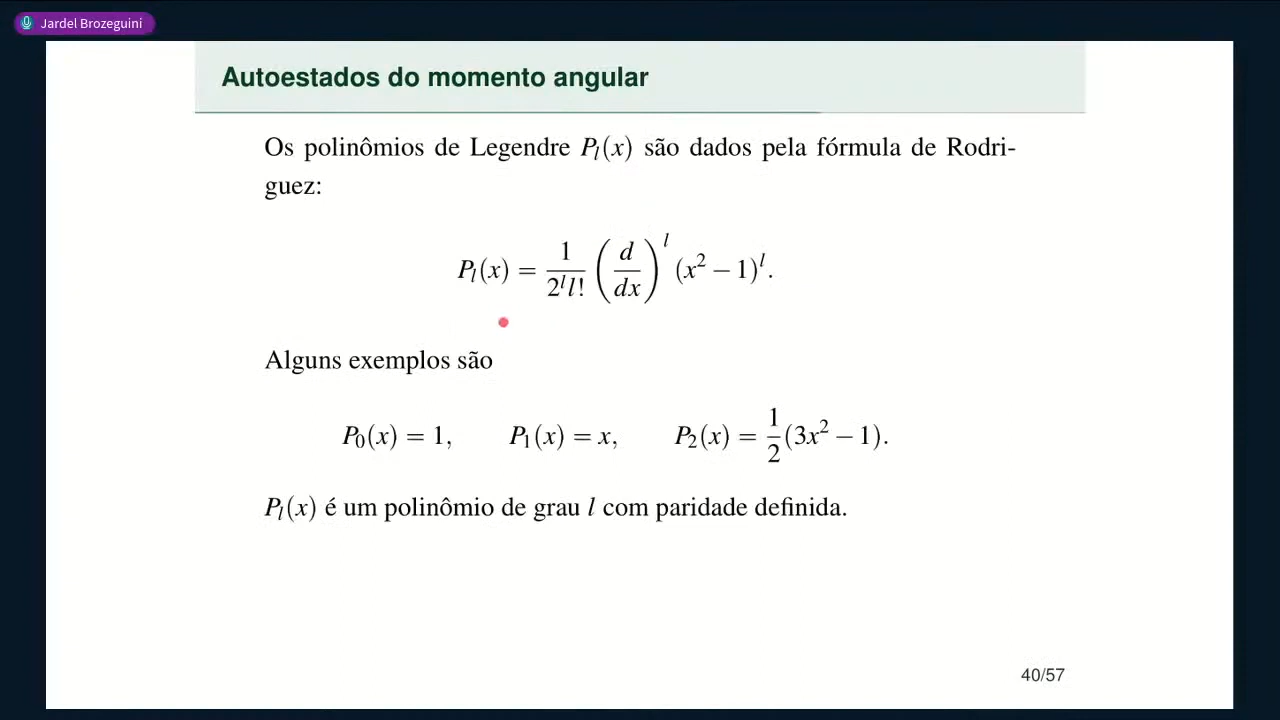 Jardel Brozeguini
Autoestados do momento angular
Os polinômios de Legendre $P_l(x)$ são dados pela fórmula de Rodri-
guez:
$P_l(x) = \frac{1}{2^l l!} \left( \frac{d}{dx} \right)^l (x^2 - 1)^l.$
Alguns exemplos são
$P_0(x) = 1, \quad P_1(x) = x, \quad P_2(x) = \frac{1}{2}(3x^2 - 1).$
$P_l(x)$ é um polinômio de grau $l$ com paridade definida.
40/57